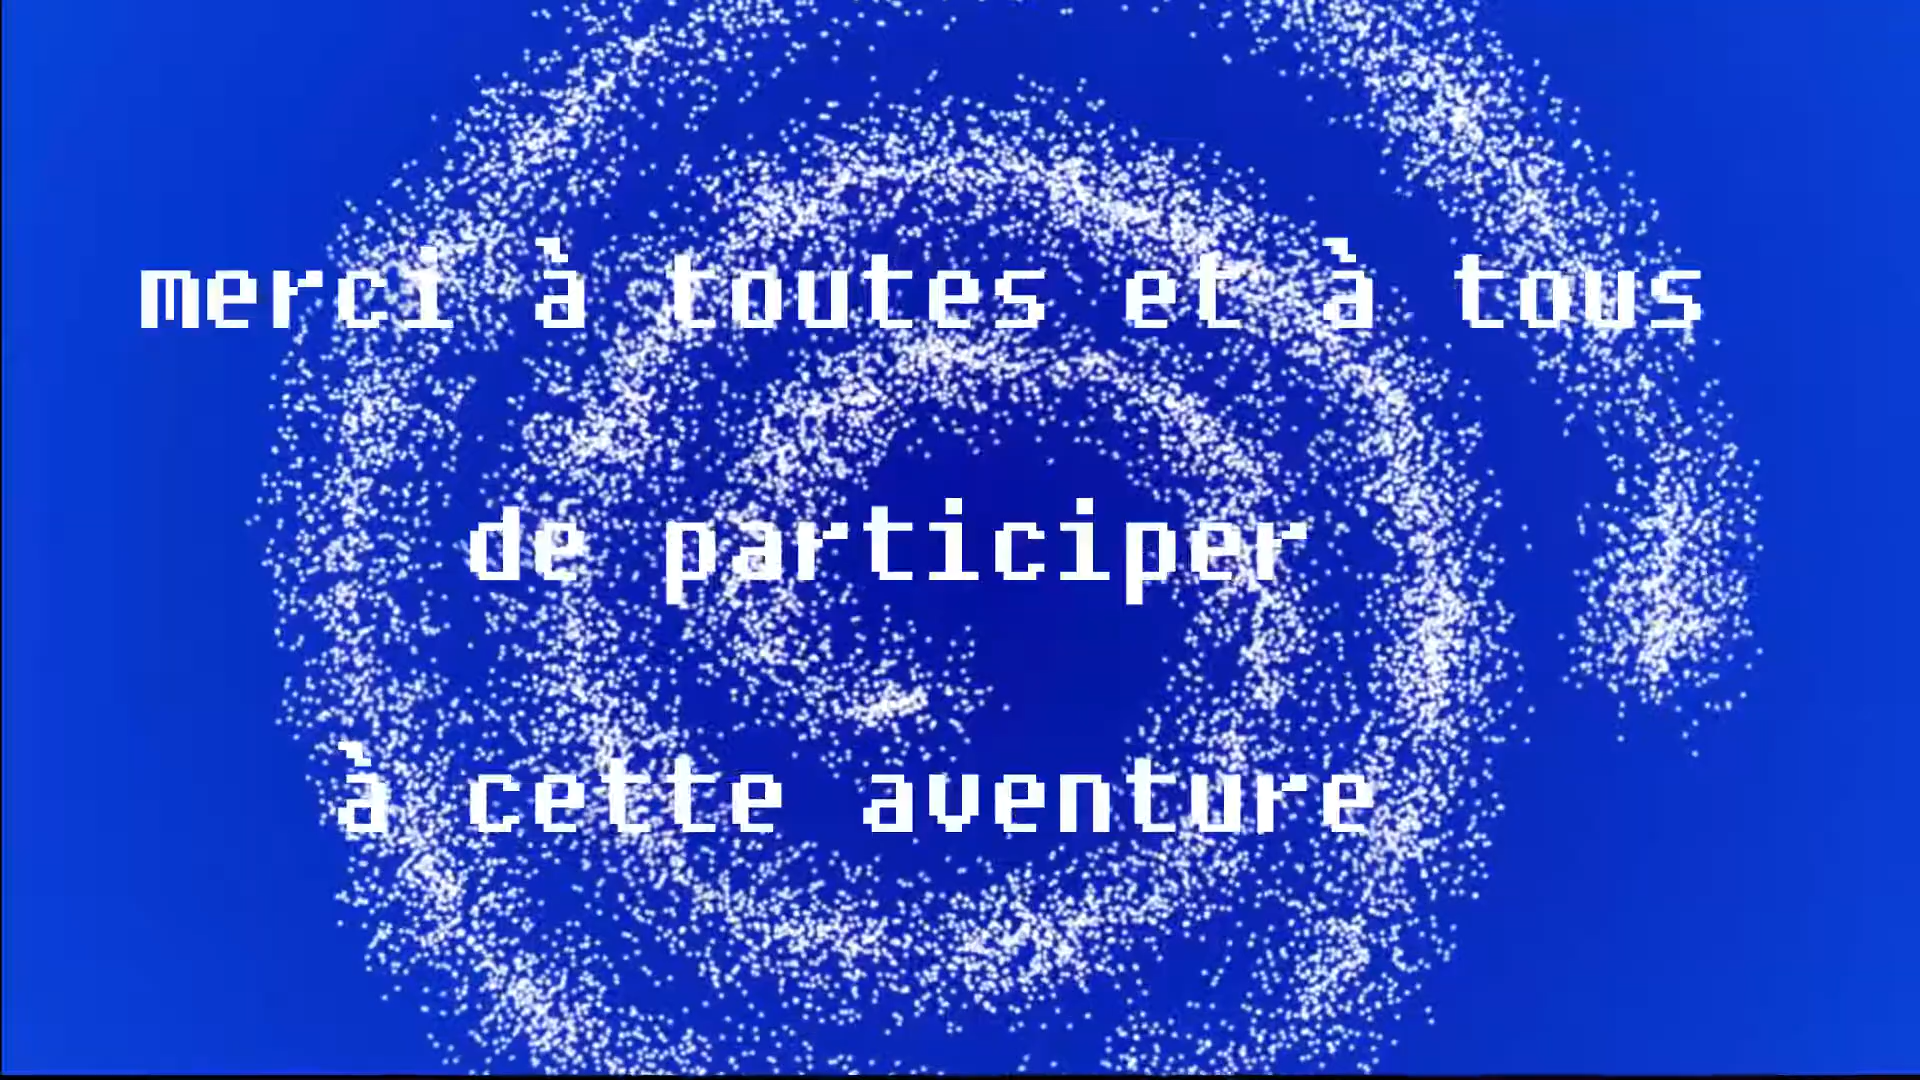 merci à toutes et à tous
de participer
à cette aventure